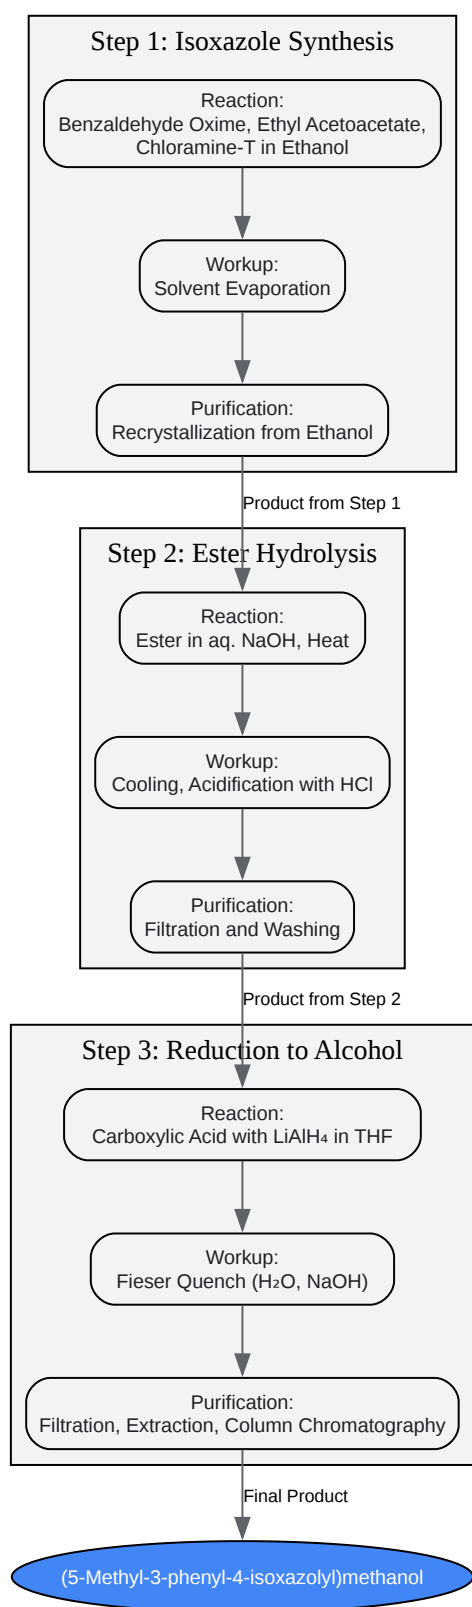 Step 1: Isoxazole Synthesis
Reaction:
Benzaldehyde Oxime, Ethyl Acetoacetate,
Chloramine-T in Ethanol
Workup:
Solvent Evaporation
Purification:
Recrystallization from Ethanol
Product from Step 1
Step 2: Ester Hydrolysis
Reaction:
Ester in aq. NaOH, Heat
Workup:
Cooling, Acidification with HCl
Purification:
Filtration and Washing
Product from Step 2
Step 3: Reduction to Alcohol
Reaction:
Carboxylic Acid with LiAlH₄ in THF
Workup:
Fieser Quench (H₂O, NaOH)
Purification:
Filtration, Extraction, Column Chromatography
Final Product
(5-Methyl-3-phenyl-4-isoxazolyl)methanol